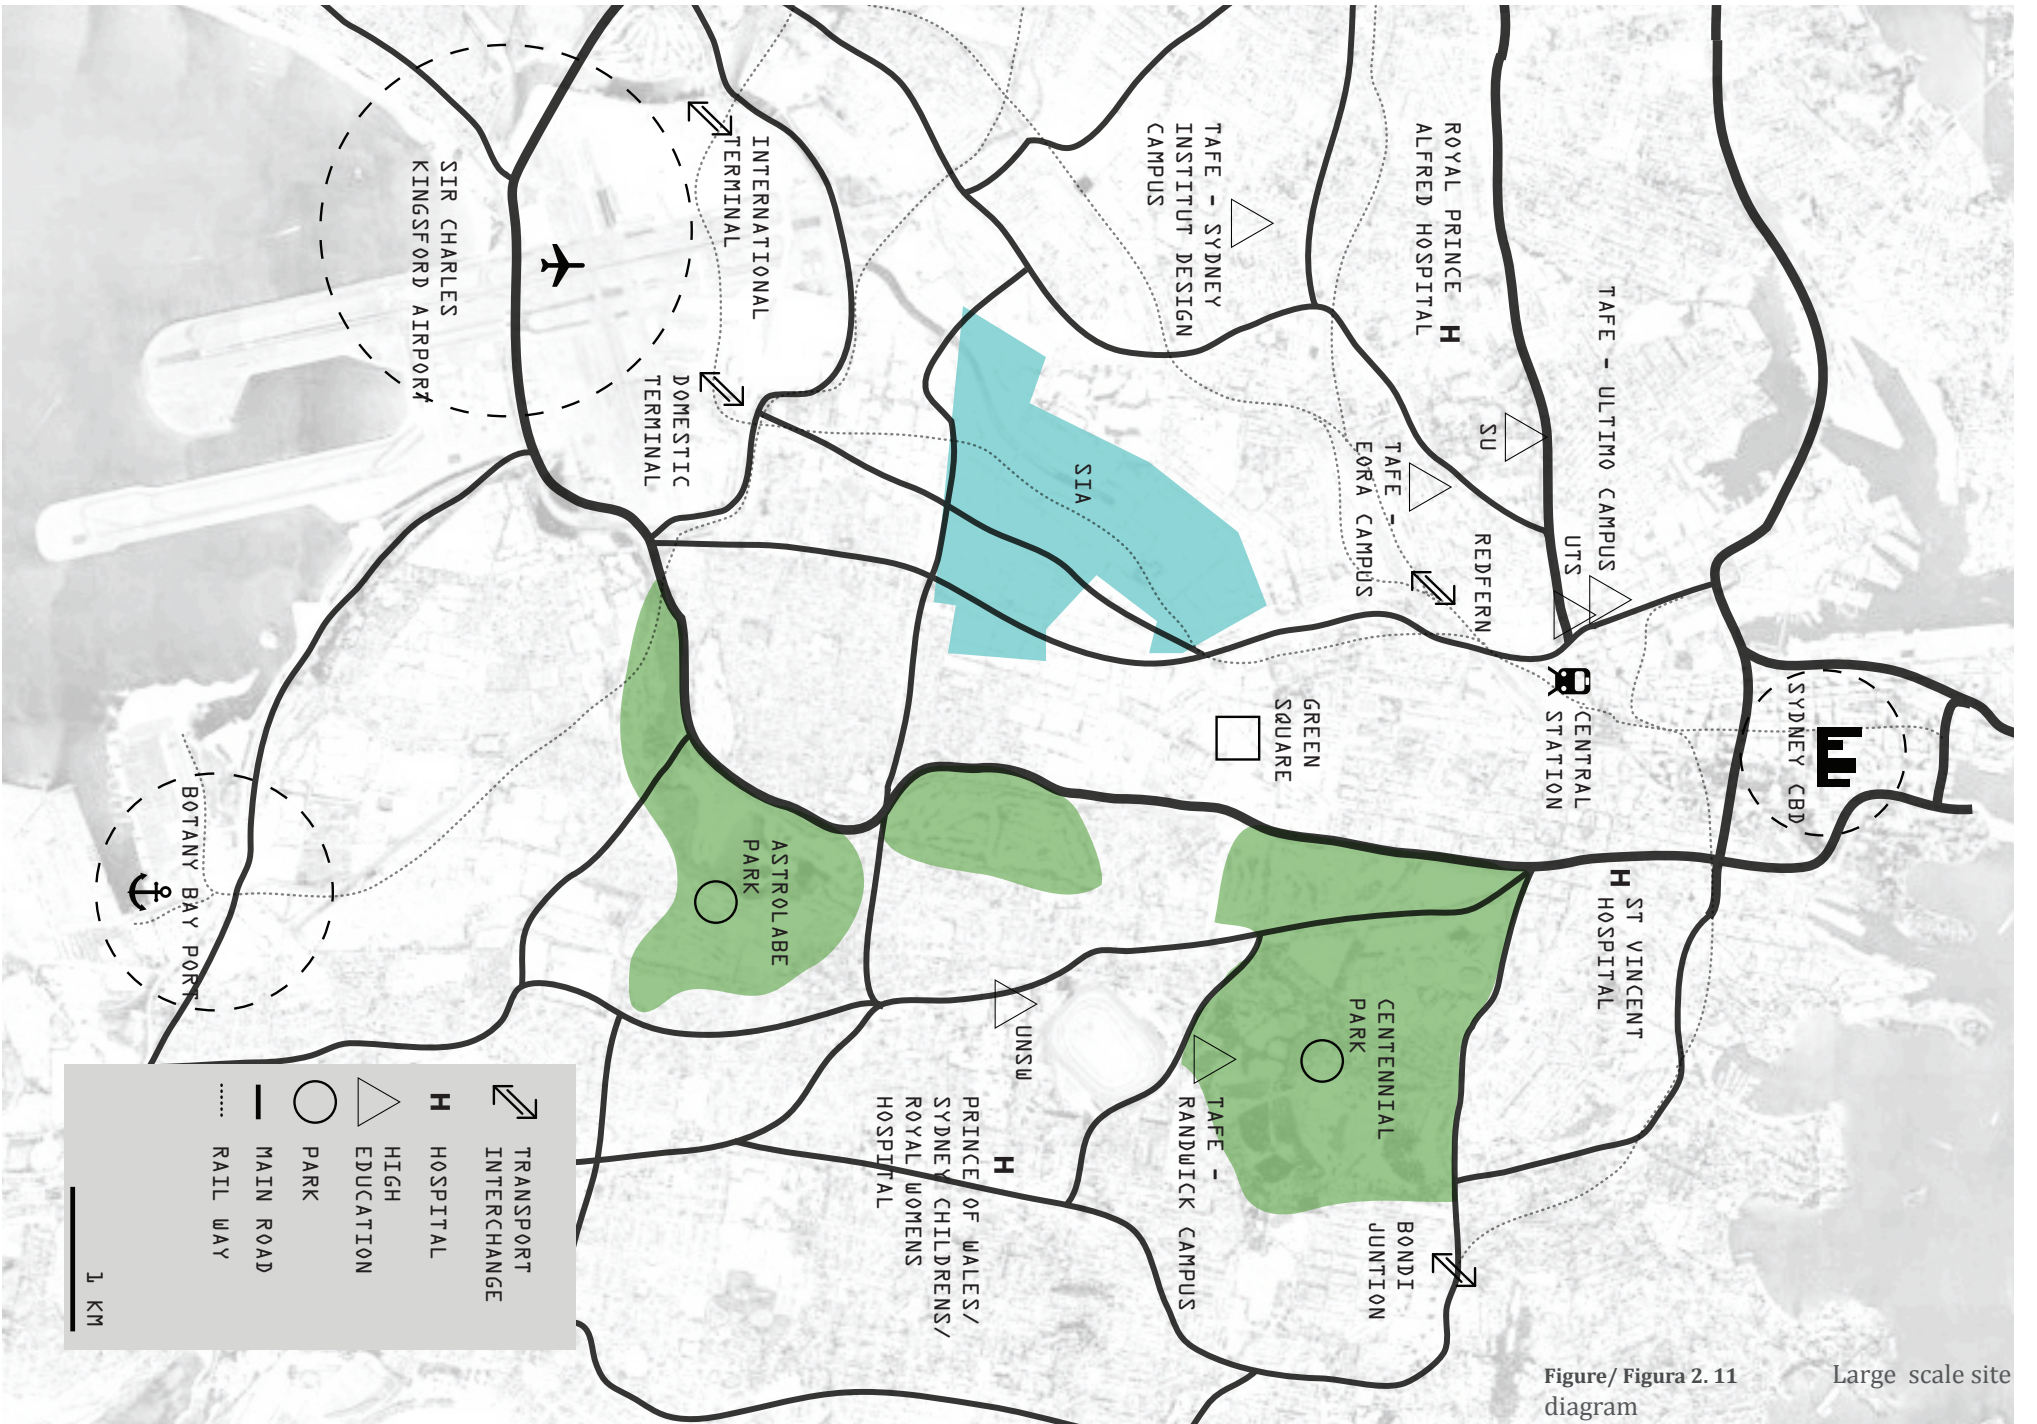 SIR CHARLES
KINGSFORD AIRPORT
INTERNATIONAL
TERMINAL
DOMESTIC
TERMINAL
TAFE - SYDNEY
INSTITUT DESIGN
CAMPUS
ROYAL PRINCE
ALFRED HOSPITAL
H
TAFE - ULTIMO CAMPUS
SU
TAFE -
EORA CAMPUS
UTS
REDFERN
SIA
CENTRAL
STATION
SYDNEY CBD
GREEN
SQUARE
BOTANY BAY PORT
ASTROLABE
PARK
H
ST VINCENT
HOSPITAL
CENTENNIAL
PARK
UNSW
TAFE -
RANDWICK CAMPUS
H
PRINCE OF WALES/
SYDNEY CHILDRENS/
ROYAL WOMENS
HOSPITAL
BONDI
JUNTION
TRANSPORT
INTERCHANGE
H HOSPITAL
HIGH
EDUCATION
PARK
MAIN ROAD
RAIL WAY
1 KM
Figure/ Figura 2. 11 Large scale site
diagram